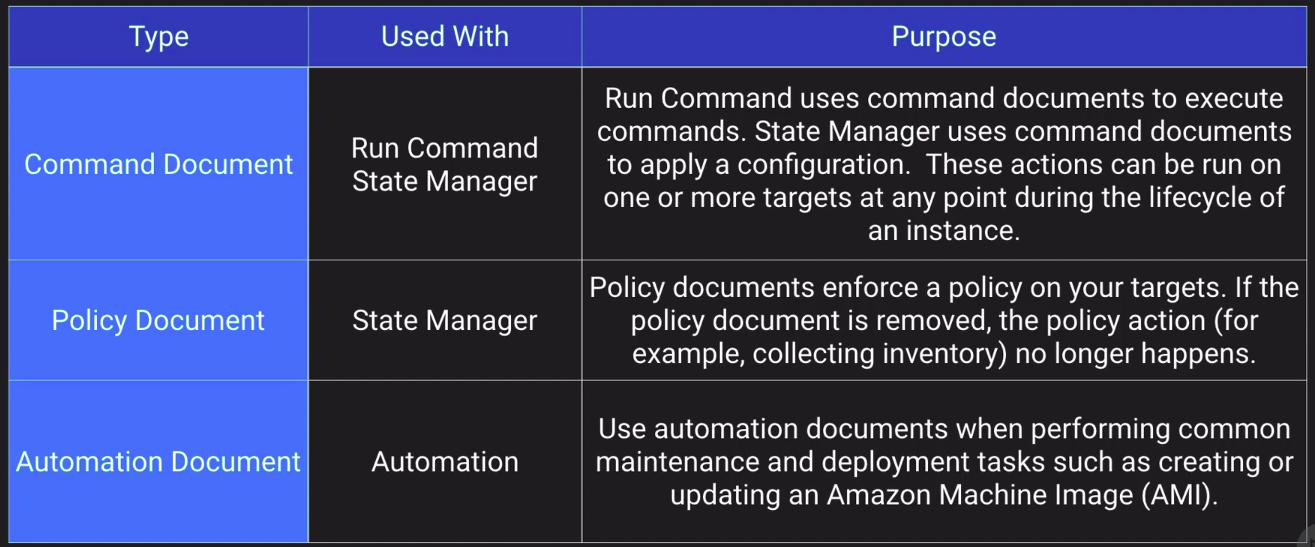 Type
Used With
Purpose
Command Document
Run Command
State Manager
Run Command uses command documents to execute
commands. State Manager uses command documents
to apply a configuration.  These actions can be run on
one or more targets at any point during the lifecycle of
an instance.
Policy Document
State Manager
Policy documents enforce a policy on your targets. If the
policy document is removed, the policy action (for
example, collecting inventory) no longer happens.
Automation Document
Automation
Use automation documents when performing common
maintenance and deployment tasks such as creating or
updating an Amazon Machine Image (AMI).